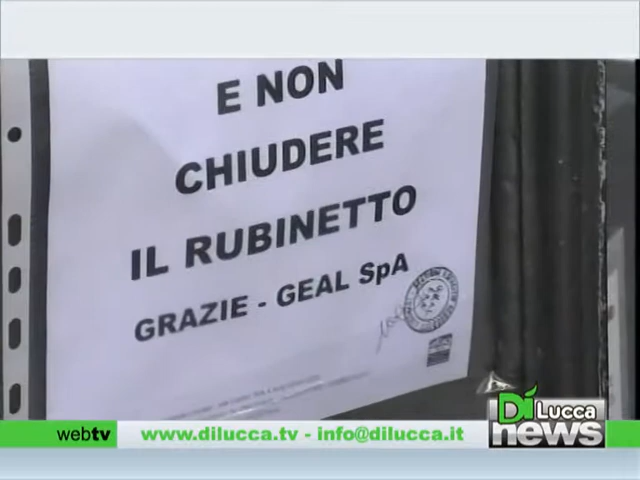 E NON
CHIUDERE
IL RUBINETTO
GRAZIE - GEAL SpA
webtv
www.dilucca.tv - info@dilucca.it
Di Lucca
news